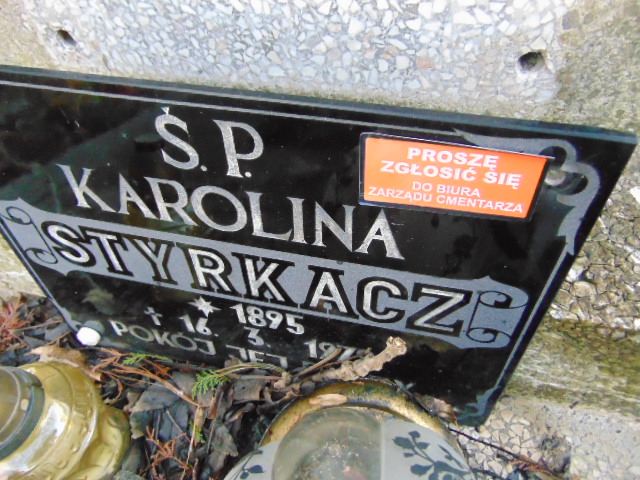 Ś.P.
KAROLINA
STYRKACZ
* 1895
† 16. 3.
POKÓJ JEJ
PROSZĘ
ZGŁOSIĆ SIĘ
DO BIURA
ZARZĄDU CMENTARZA